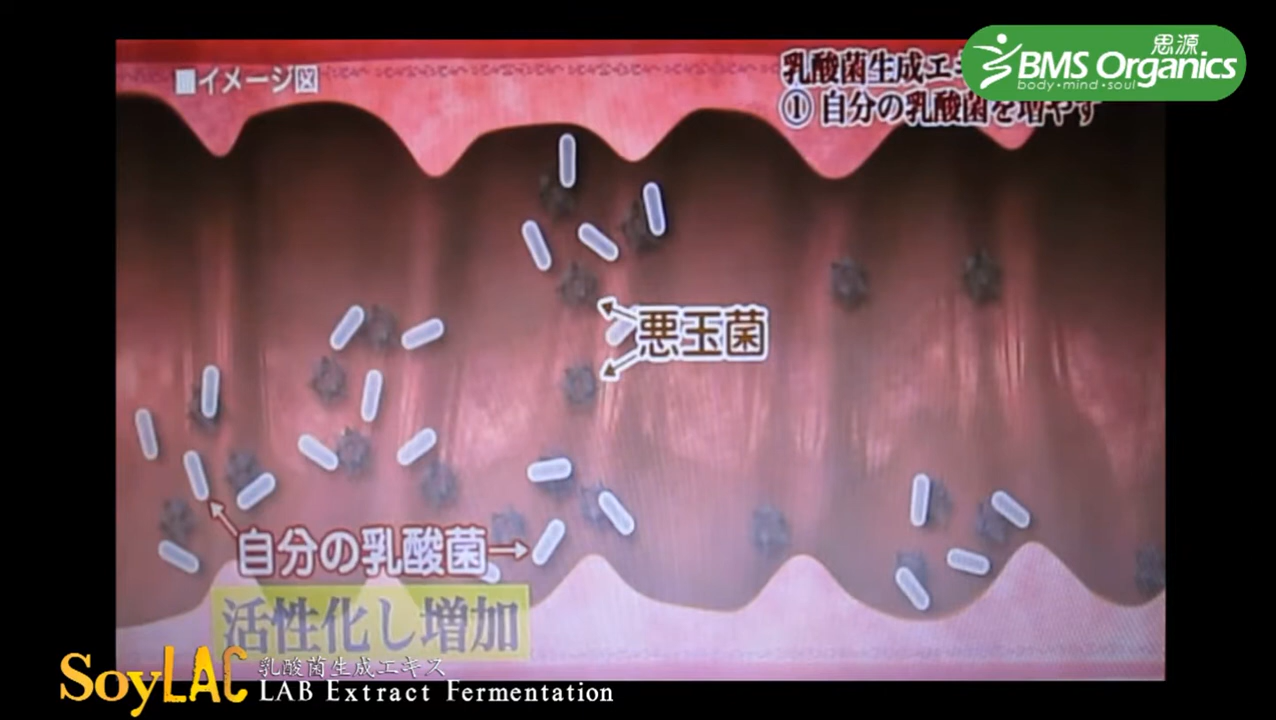 ■イメージ図
乳酸菌生成エキ
① 自分の乳酸菌を増やす
思源
BMS Organics
body•mind•soul
悪玉菌
自分の乳酸菌
活性化し増加
SoyLAC
乳酸菌生成エキス
LAB Extract Fermentation